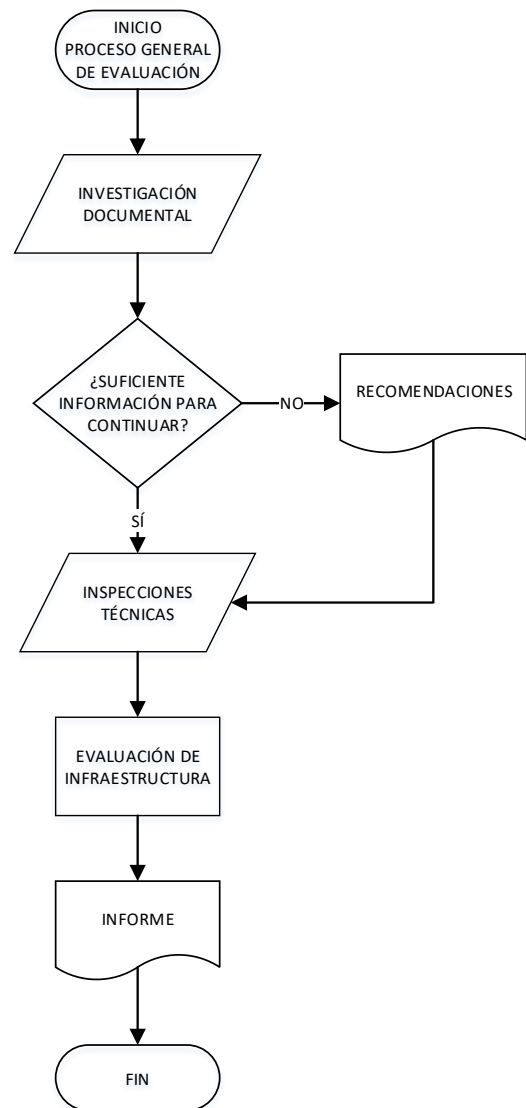 INICIO
PROCESO GENERAL
DE EVALUACIÓN
INVESTIGACIÓN
DOCUMENTAL
¿SUFICIENTE
INFORMACIÓN PARA
CONTINUAR?
NO
RECOMENDACIONES
SÍ
INSPECCIONES
TÉCNICAS
EVALUACIÓN DE
INFRAESTRUCTURA
INFORME
FIN